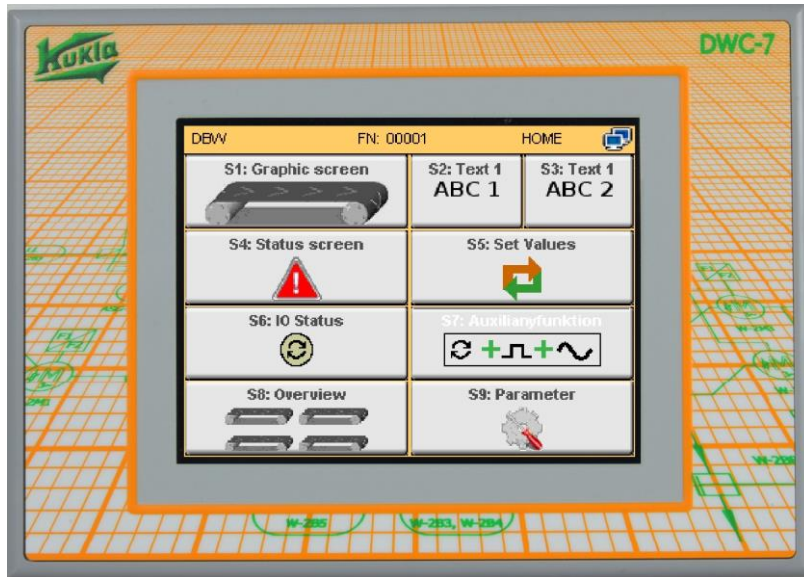 Kukla
DWC-7
DBW FN: 00001 HOME
S1: Graphic screen
S2: Text 1
ABC 1
S3: Text 1
ABC 2
S4: Status screen
S5: Set Values
S6: IO Status
S7: Auxilianyfunktion
S8: Overview
S9: Parameter
W-2B5
W-2B3, W-2B4